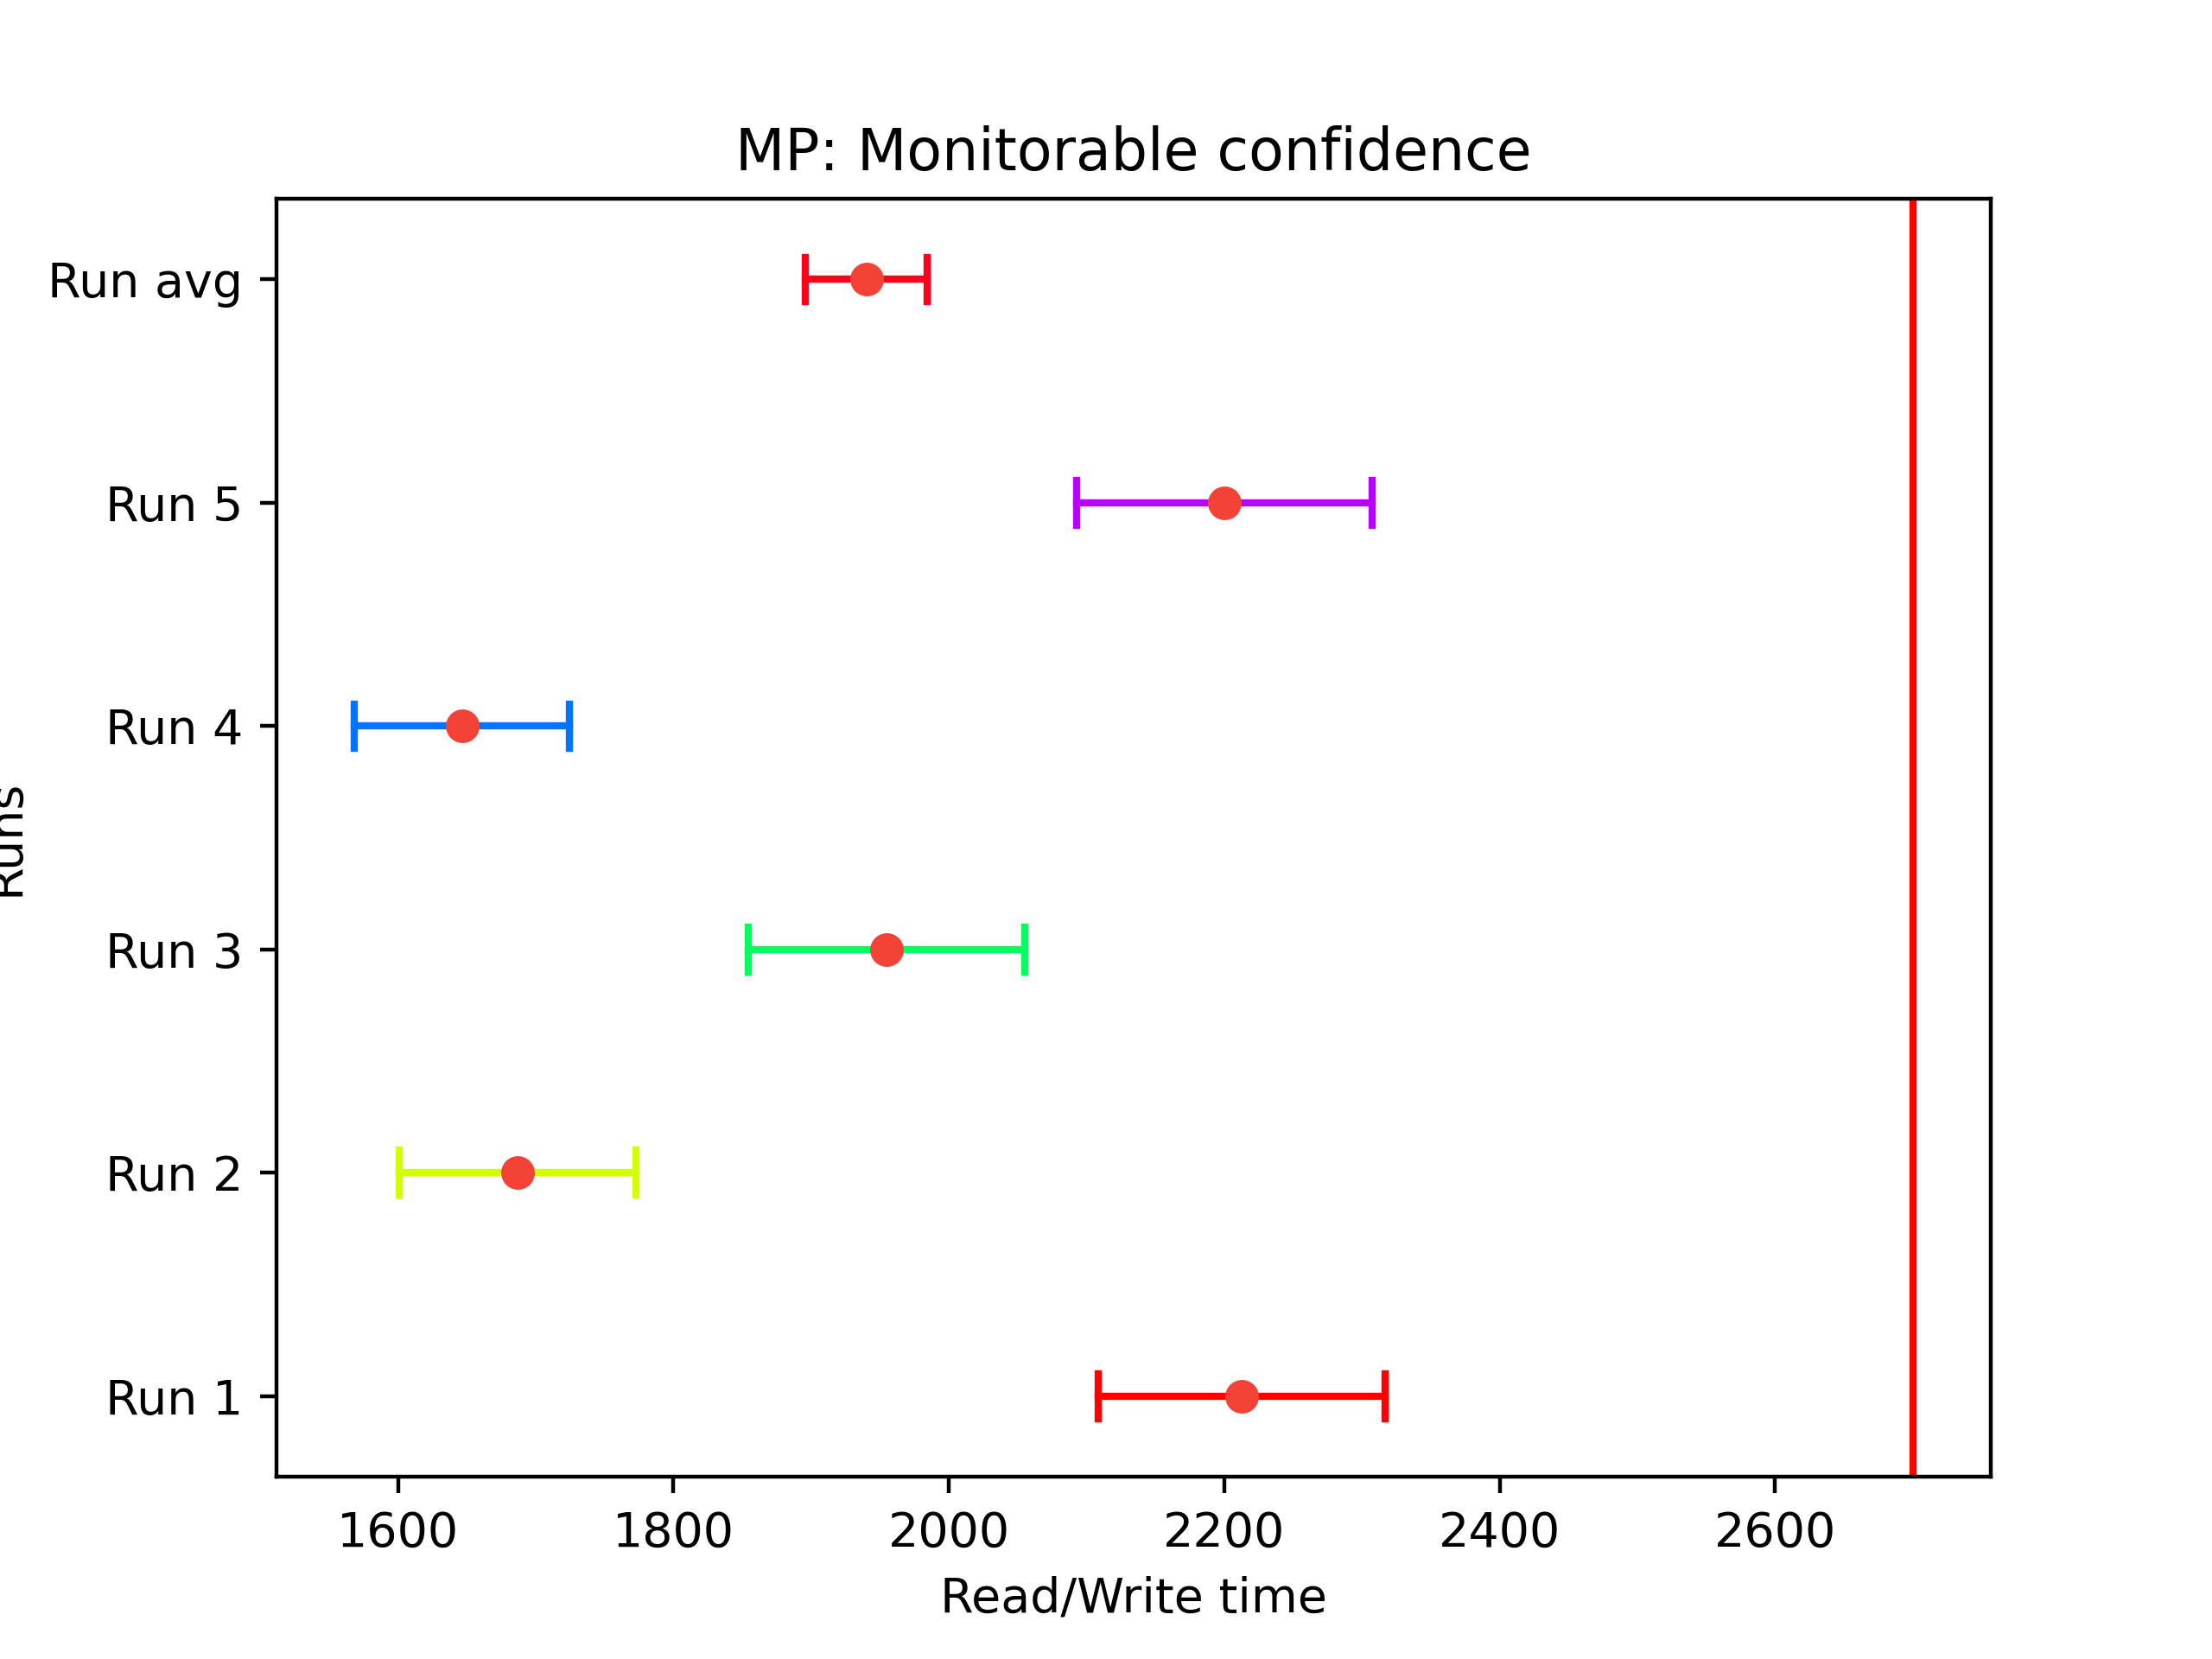 MP: Monitorable confidence
Run avg
Run 5
Run 4
Run 3
Run 2
Run 1
Runs
1600 1800 2000 2200 2400 2600
Read/Write time